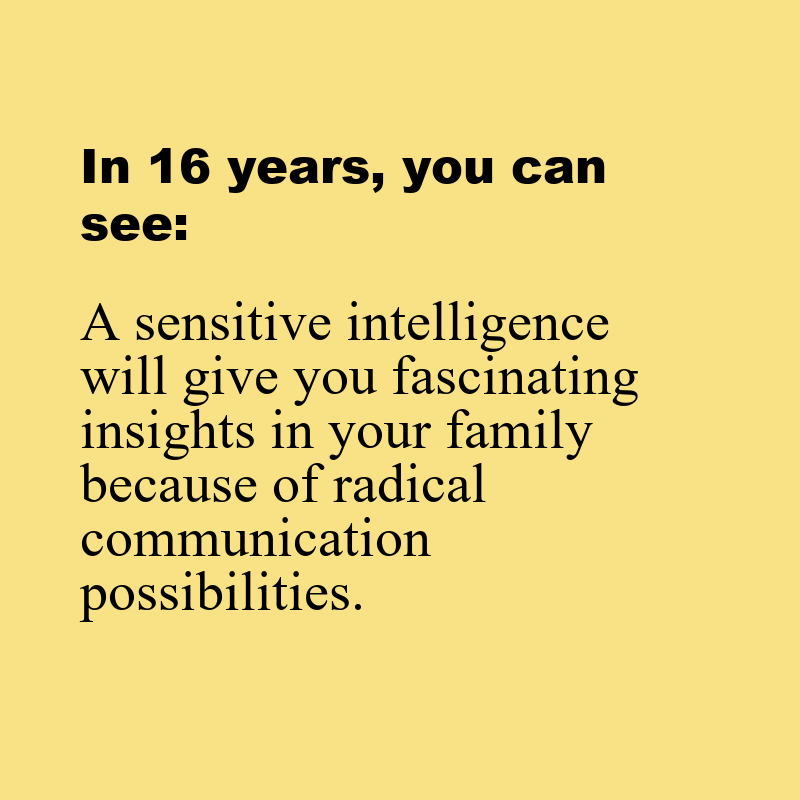 In 16 years, you can
see:
A sensitive intelligence
will give you fascinating
insights in your family
because of radical
communication
possibilities.